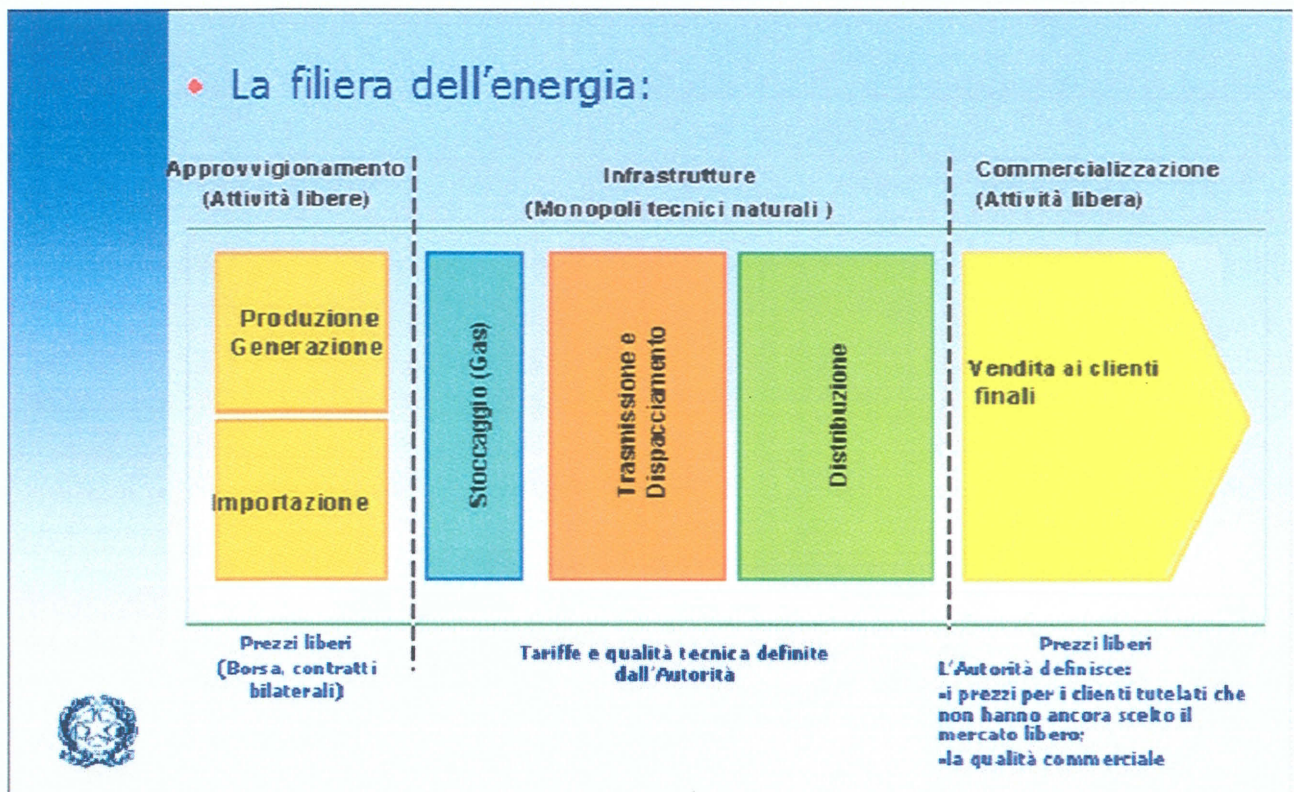 • La filiera dell'energia:
Approvvigionamento
(Attività libere)
Infrastrutture
(Monopoli tecnici naturali )
Commercializzazione
(Attività libera)
Produzione
Generazione
Importazione
Stoccaggio (Gas)
Trasmissione e
Dispacciamento
Distribuzione
Vendita ai clienti
finali
Prezzi liberi
(Borsa, contratti
bilaterali)
Tariffe e qualità tecnica definite
dall'Autorità
Prezzi liberi
L'Autorità definisce:
▪i prezzi per i clienti tutelati che
non hanno ancora scelto il
mercato libero;
▪la qualità commerciale